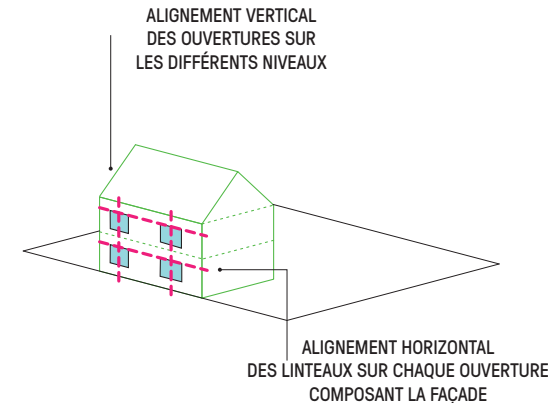 ALIGNEMENT VERTICAL
DES OUVERTURES SUR
LES DIFFÉRENTS NIVEAUX
ALIGNEMENT HORIZONTAL
DES LINTEAUX SUR CHAQUE OUVERTURE
COMPOSANT LA FAÇADE